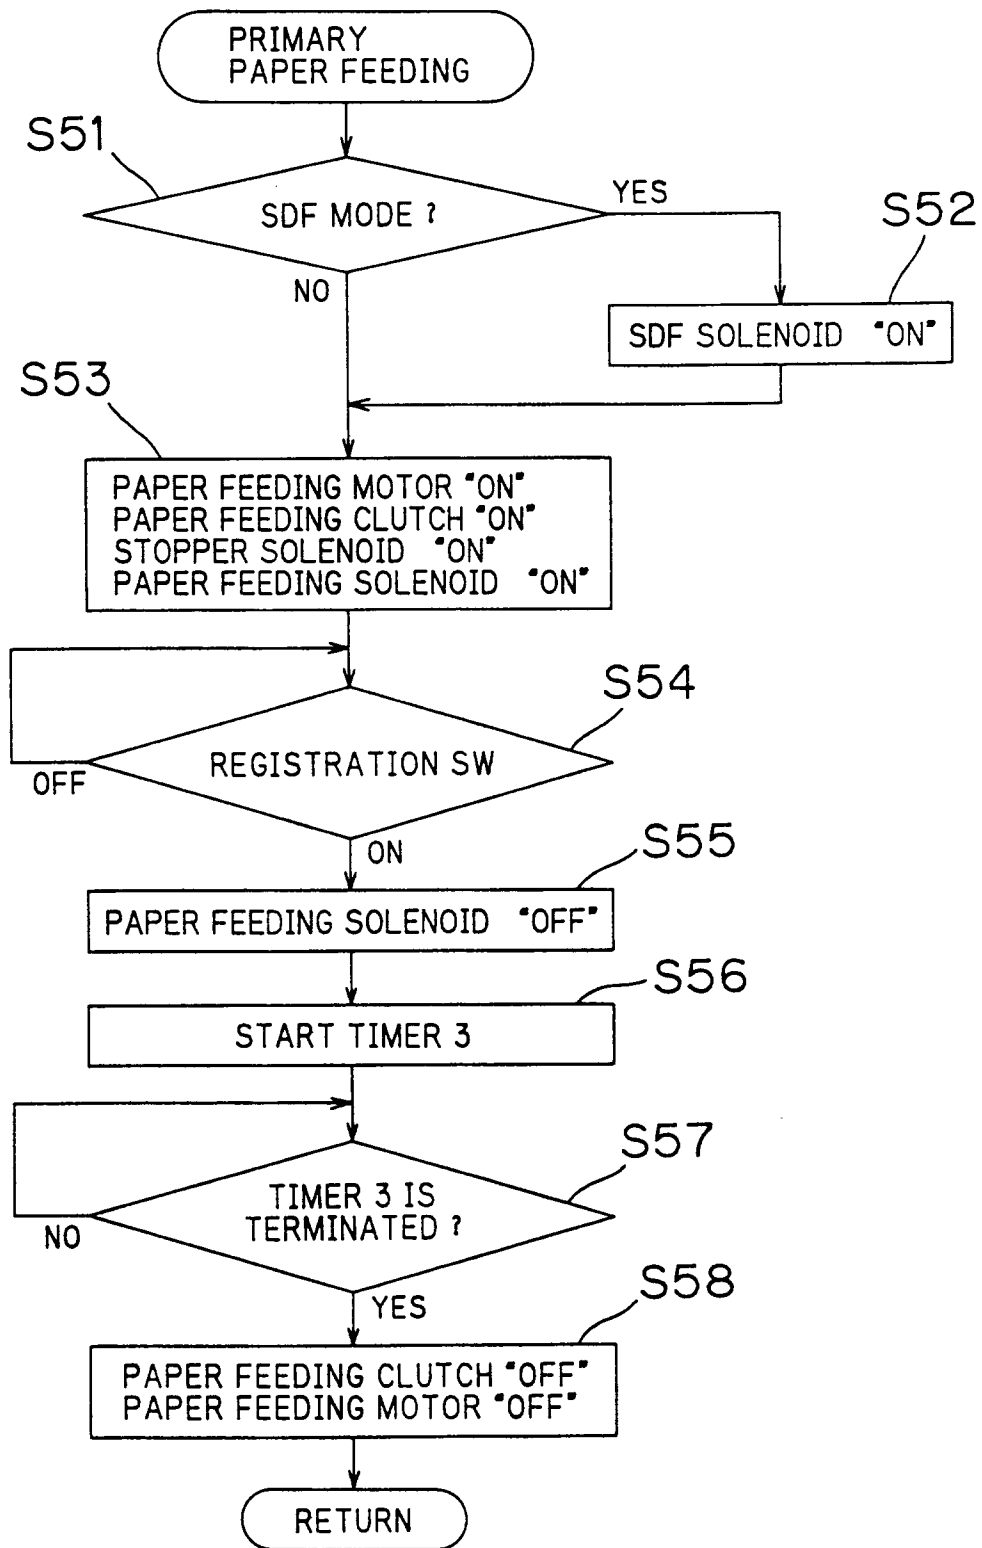 PRIMARY
PAPER FEEDING
S51
SDF MODE ?
YES
S52
NO
SDF SOLENOID "ON"
S53
PAPER FEEDING MOTOR "ON"
PAPER FEEDING CLUTCH "ON"
STOPPER SOLENOID "ON"
PAPER FEEDING SOLENOID "ON"
S54
REGISTRATION SW
OFF
ON
S55
PAPER FEEDING SOLENOID "OFF"
S56
START TIMER 3
S57
TIMER 3 IS
TERMINATED ?
NO
YES
S58
PAPER FEEDING CLUTCH "OFF"
PAPER FEEDING MOTOR "OFF"
RETURN